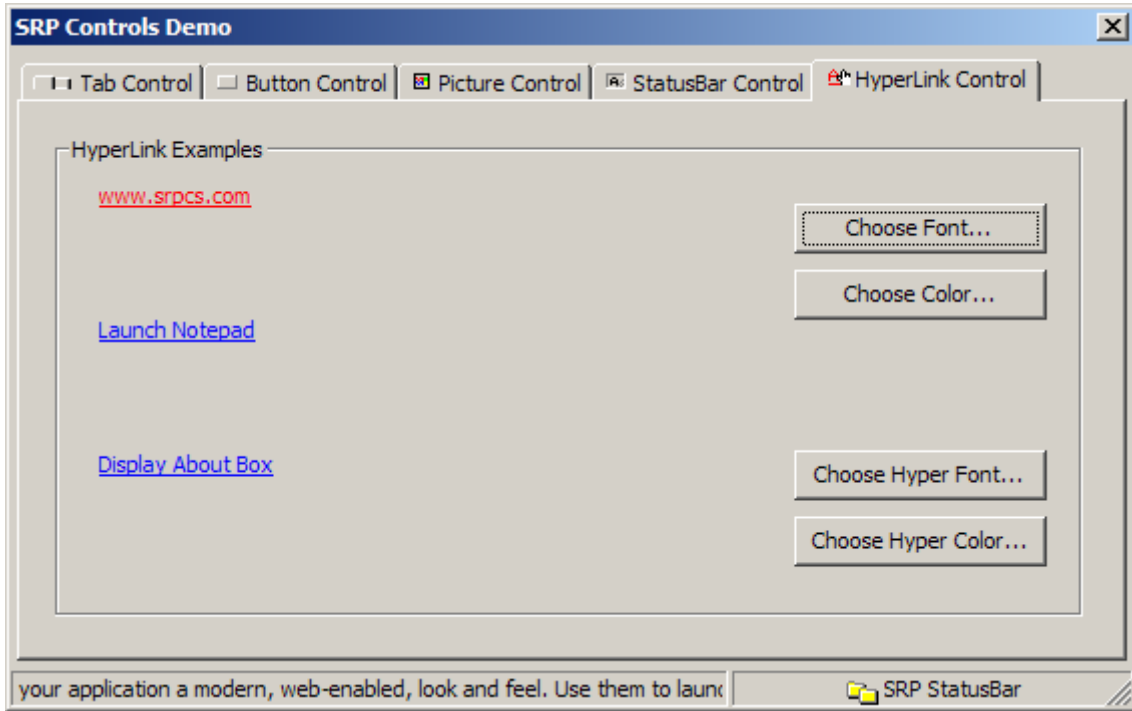 SRP Controls Demo
Tab Control Button Control Picture Control StatusBar Control HyperLink Control
HyperLink Examples
www.srpcs.com
Choose Font...
Choose Color...
Launch Notepad
Display About Box
Choose Hyper Font...
Choose Hyper Color...
your application a modern, web-enabled, look and feel. Use them to laun
SRP StatusBar